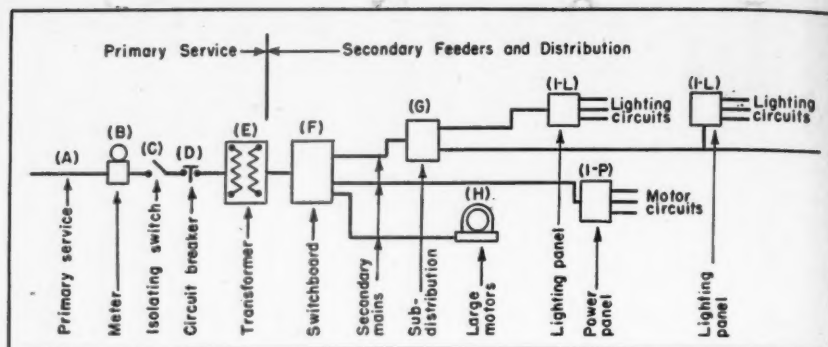 Primary Service
Secondary Feeders and Distribution
(A)
(B)
(C)
(D)
(E)
(F)
(G)
(H)
(I-L)
Lighting
circuits
(I-L)
Lighting
circuits
(I-P)
Motor
circuits
Primary service
Meter
Isolating switch
Circuit breaker
Transformer
Switchboard
Secondary
mains
Sub-
distribution
Large
motors
Lighting panel
Power
panel
Lighting
panel